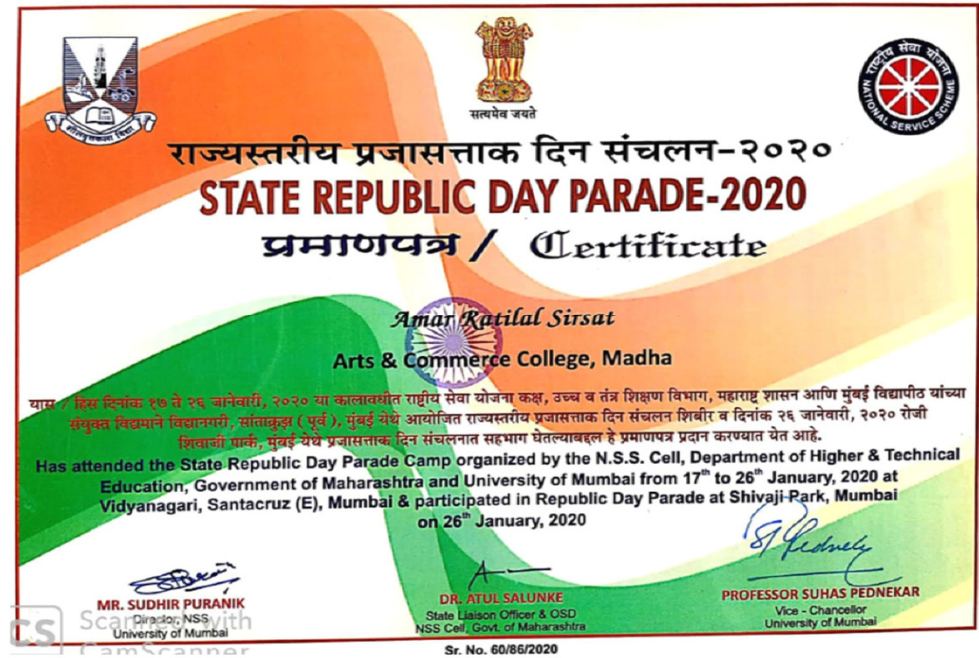 सत्यमेव जयते
राष्ट्रीय सेवा योजना
NATIONAL SERVICE SCHEME
राज्यस्तरीय प्रजासत्ताक दिन संचलन-२०२०
STATE REPUBLIC DAY PARADE-2020
प्रमाणपत्र / Certificate
Amar Ratilal Sirsat
Arts & Commerce College, Madha
यास / हिस दिनांक १७ ते २६ जानेवारी, २०२० या कालावधीत राष्ट्रीय सेवा योजना कक्ष, उच्च व तंत्र शिक्षण विभाग, महाराष्ट्र शासन आणि मुंबई विद्यापीठ यांच्या
संयुक्त विद्यमाने विद्यानगरी, सांताक्रुझ (पूर्व), मुंबई येथे आयोजित राज्यस्तरीय प्रजासत्ताक दिन संचलन शिबीर व दिनांक २६ जानेवारी, २०२० रोजी
शिवाजी पार्क, मुंबई येथे प्रजासत्ताक दिन संचलनात सहभाग घेतल्याबद्दल हे प्रमाणपत्र प्रदान करण्यात येत आहे.
Has attended the State Republic Day Parade Camp organized by the N.S.S. Cell, Department of Higher & Technical
Education, Government of Maharashtra and University of Mumbai from 17th to 26th January, 2020 at
Vidyanagari, Santacruz (E), Mumbai & participated in Republic Day Parade at Shivaji Park, Mumbai
on 26th January, 2020
MR. SUDHIR PURANIK
Director, NSS
University of Mumbai
DR. ATUL SALUNKE
State Liaison Officer & OSD
NSS Cell, Govt. of Maharashtra
PROFESSOR SUHAS PEDNEKAR
Vice - Chancellor
University of Mumbai
Sr. No. 60/86/2020
CS Scanned with
CamScanner